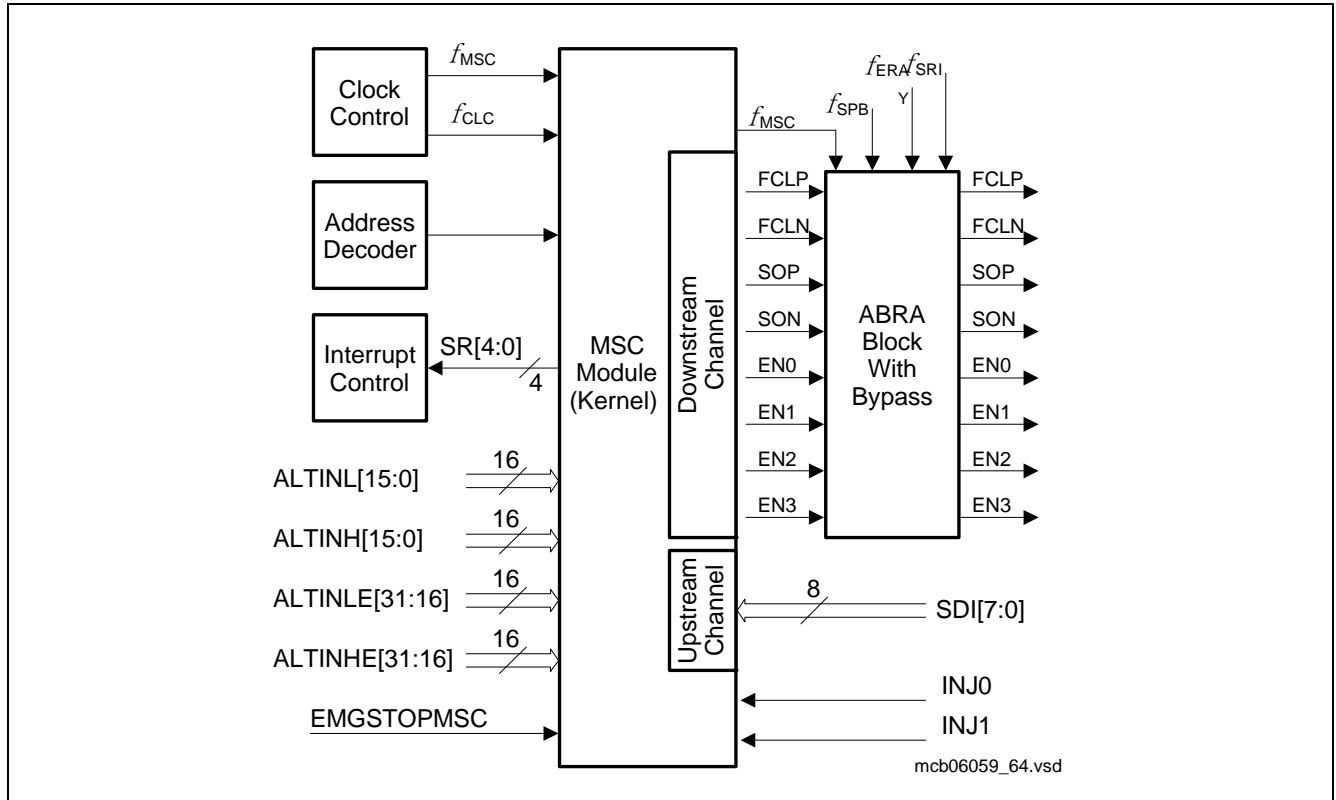 Clock
Control
fMSC
fCLC
Address
Decoder
Interrupt
Control
SR[4:0]
4
ALTINL[15:0]
16
ALTINH[15:0]
16
ALTINLE[31:16]
16
ALTINHE[31:16]
16
EMGSTOPMSC
MSC
Module
(Kernel)
Downstream
Channel
Upstream
Channel
fMSC
fSPB
fERA
Y
fSRI
FCLP
FCLN
SOP
SON
EN0
EN1
EN2
EN3
ABRA
Block
With
Bypass
FCLP
FCLN
SOP
SON
EN0
EN1
EN2
EN3
8
SDI[7:0]
INJ0
INJ1
mcb06059_64.vsd